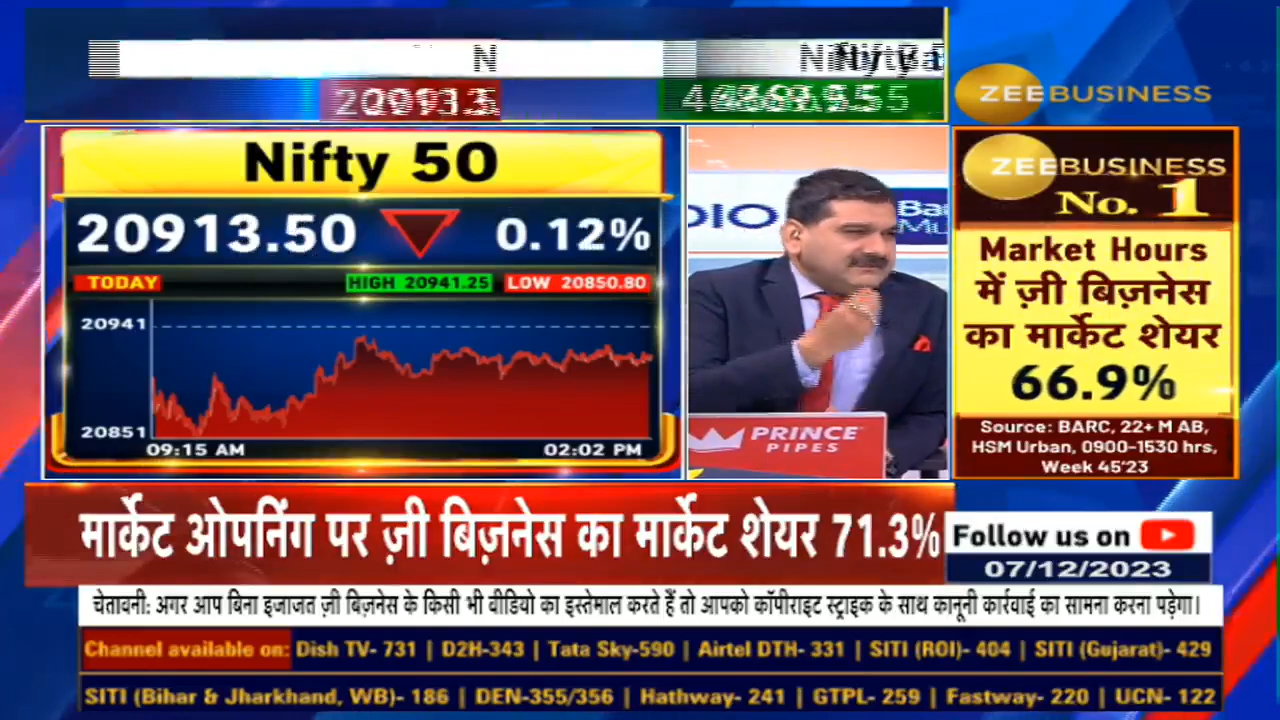 ZEEBUSINESS
Nifty 50
20913.50 0.12%
TODAY HIGH 20941.25 LOW 20850.80
20941
20851
09:15 AM 02:02 PM
PRINCE
PIPES
ZEEBUSINESS
No. 1
Market Hours
में ज़ी बिज़नेस
का मार्केट शेयर
66.9%
Source: BARC, 22+ M AB,
HSM Urban, 0900-1530 hrs,
Week 45'23
मार्केट ओपनिंग पर ज़ी बिज़नेस का मार्केट शेयर 71.3%
Follow us on
07/12/2023
चेतावनी: अगर आप बिना इजाजत ज़ी बिज़नेस के किसी भी वीडियो का इस्तेमाल करते हैं तो आपको कॉपीराइट स्ट्राइक के साथ कानूनी कार्रवाई का सामना करना पड़ेगा।
Channel available on: Dish TV- 731 | D2H-343 | Tata Sky-590 | Airtel DTH- 331 | SITI (ROI)- 404 | SITI (Gujarat)- 429
SITI (Bihar & Jharkhand, WB)- 186 | DEN-355/356 | Hathway- 241 | GTPL- 259 | Fastway- 220 | UCN- 122